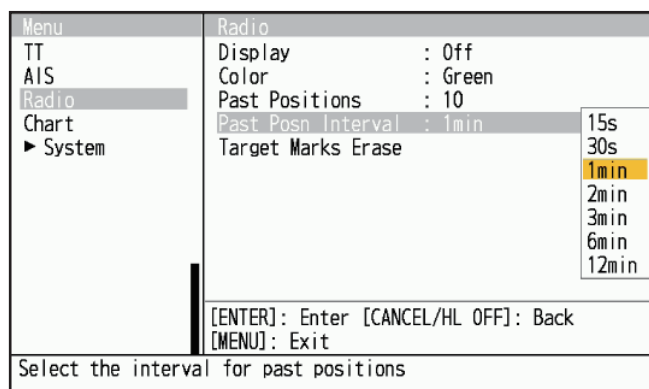 Menu
TT
AIS
Radio
Chart
► System
Radio
Display : Off
Color : Green
Past Positions : 10
Past Posn Interval : 1min
Target Marks Erase
15s
30s
1min
2min
3min
6min
12min
[ENTER]: Enter [CANCEL/HL OFF]: Back
[MENU]: Exit
Select the interval for past positions